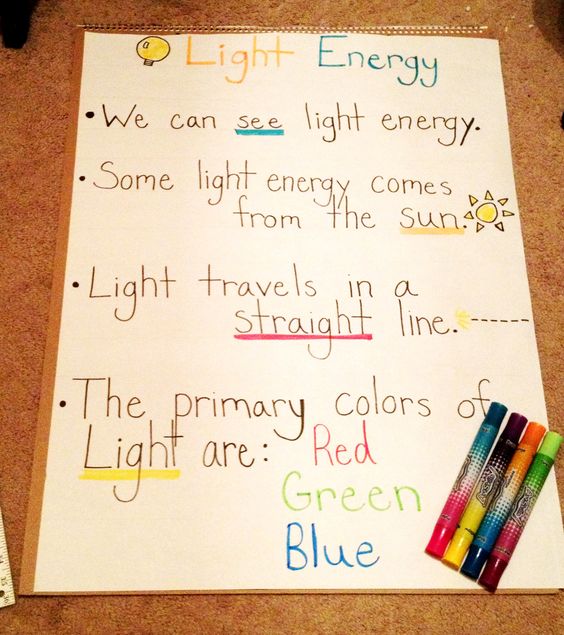 Light Energy
• We can see light energy.
• Some light energy comes
from the sun.
• Light travels in a
straight line.
• The primary colors of
Light are: Red
Green
Blue